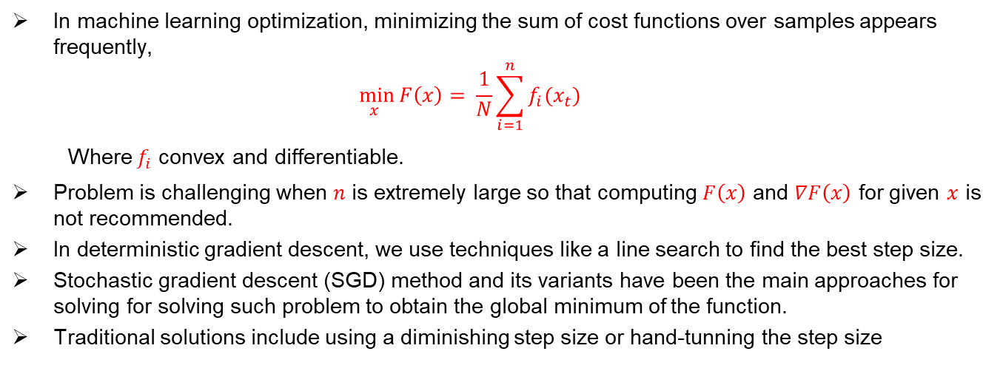 ➢ In machine learning optimization, minimizing the sum of cost functions over samples appears
frequently,
min_x F(x) = 1/N ∑_{i=1}^{n} f_i(x_t)
Where f_i convex and differentiable.
➢ Problem is challenging when n is extremely large so that computing F(x) and ∇F(x) for given x is
not recommended.
➢ In deterministic gradient descent, we use techniques like a line search to find the best step size.
➢ Stochastic gradient descent (SGD) method and its variants have been the main approaches for
solving for solving such problem to obtain the global minimum of the function.
➢ Traditional solutions include using a diminishing step size or hand-tunning the step size